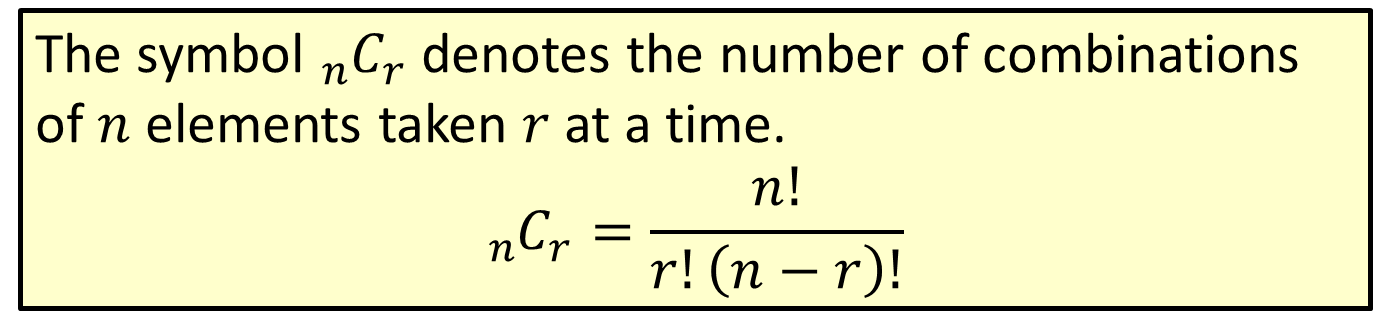 The symbol ₙCᵣ denotes the number of combinations
of n elements taken r at a time.
ₙCᵣ = n! / r! (n − r)!